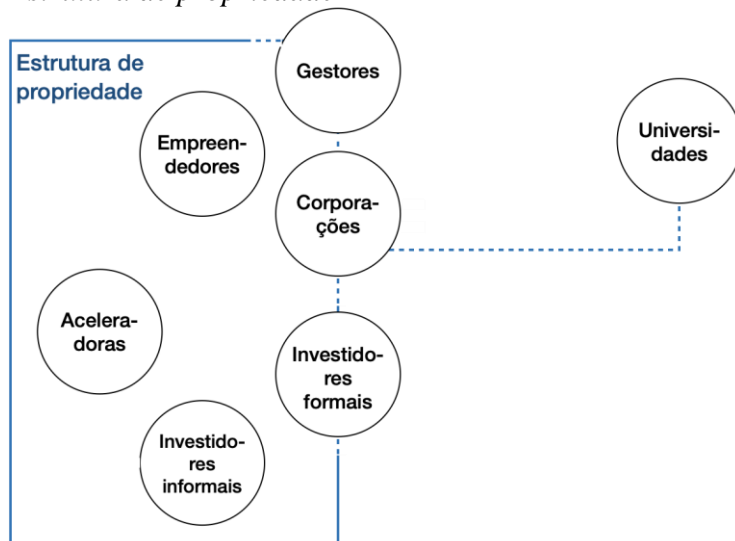 Estrutura de
propriedade
Gestores
Empreen-
dedores
Universi-
dades
Corpora-
ções
Acelera-
doras
Investido-
res
formais
Investido-
res
informais